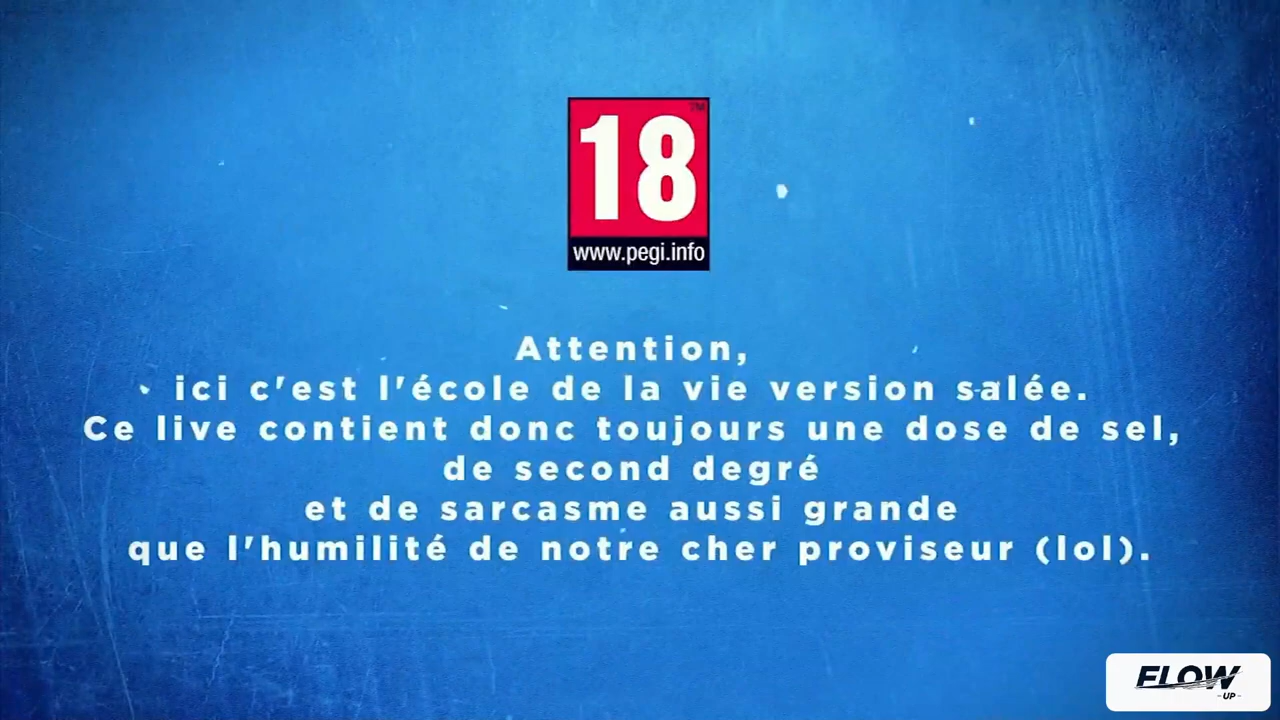 TM
18
www.pegi.info
Attention,
ici c'est l'école de la vie version salée.
Ce live contient donc toujours une dose de sel,
de second degré
et de sarcasme aussi grande
que l'humilité de notre cher proviseur (lol).
FLOW
-UP-